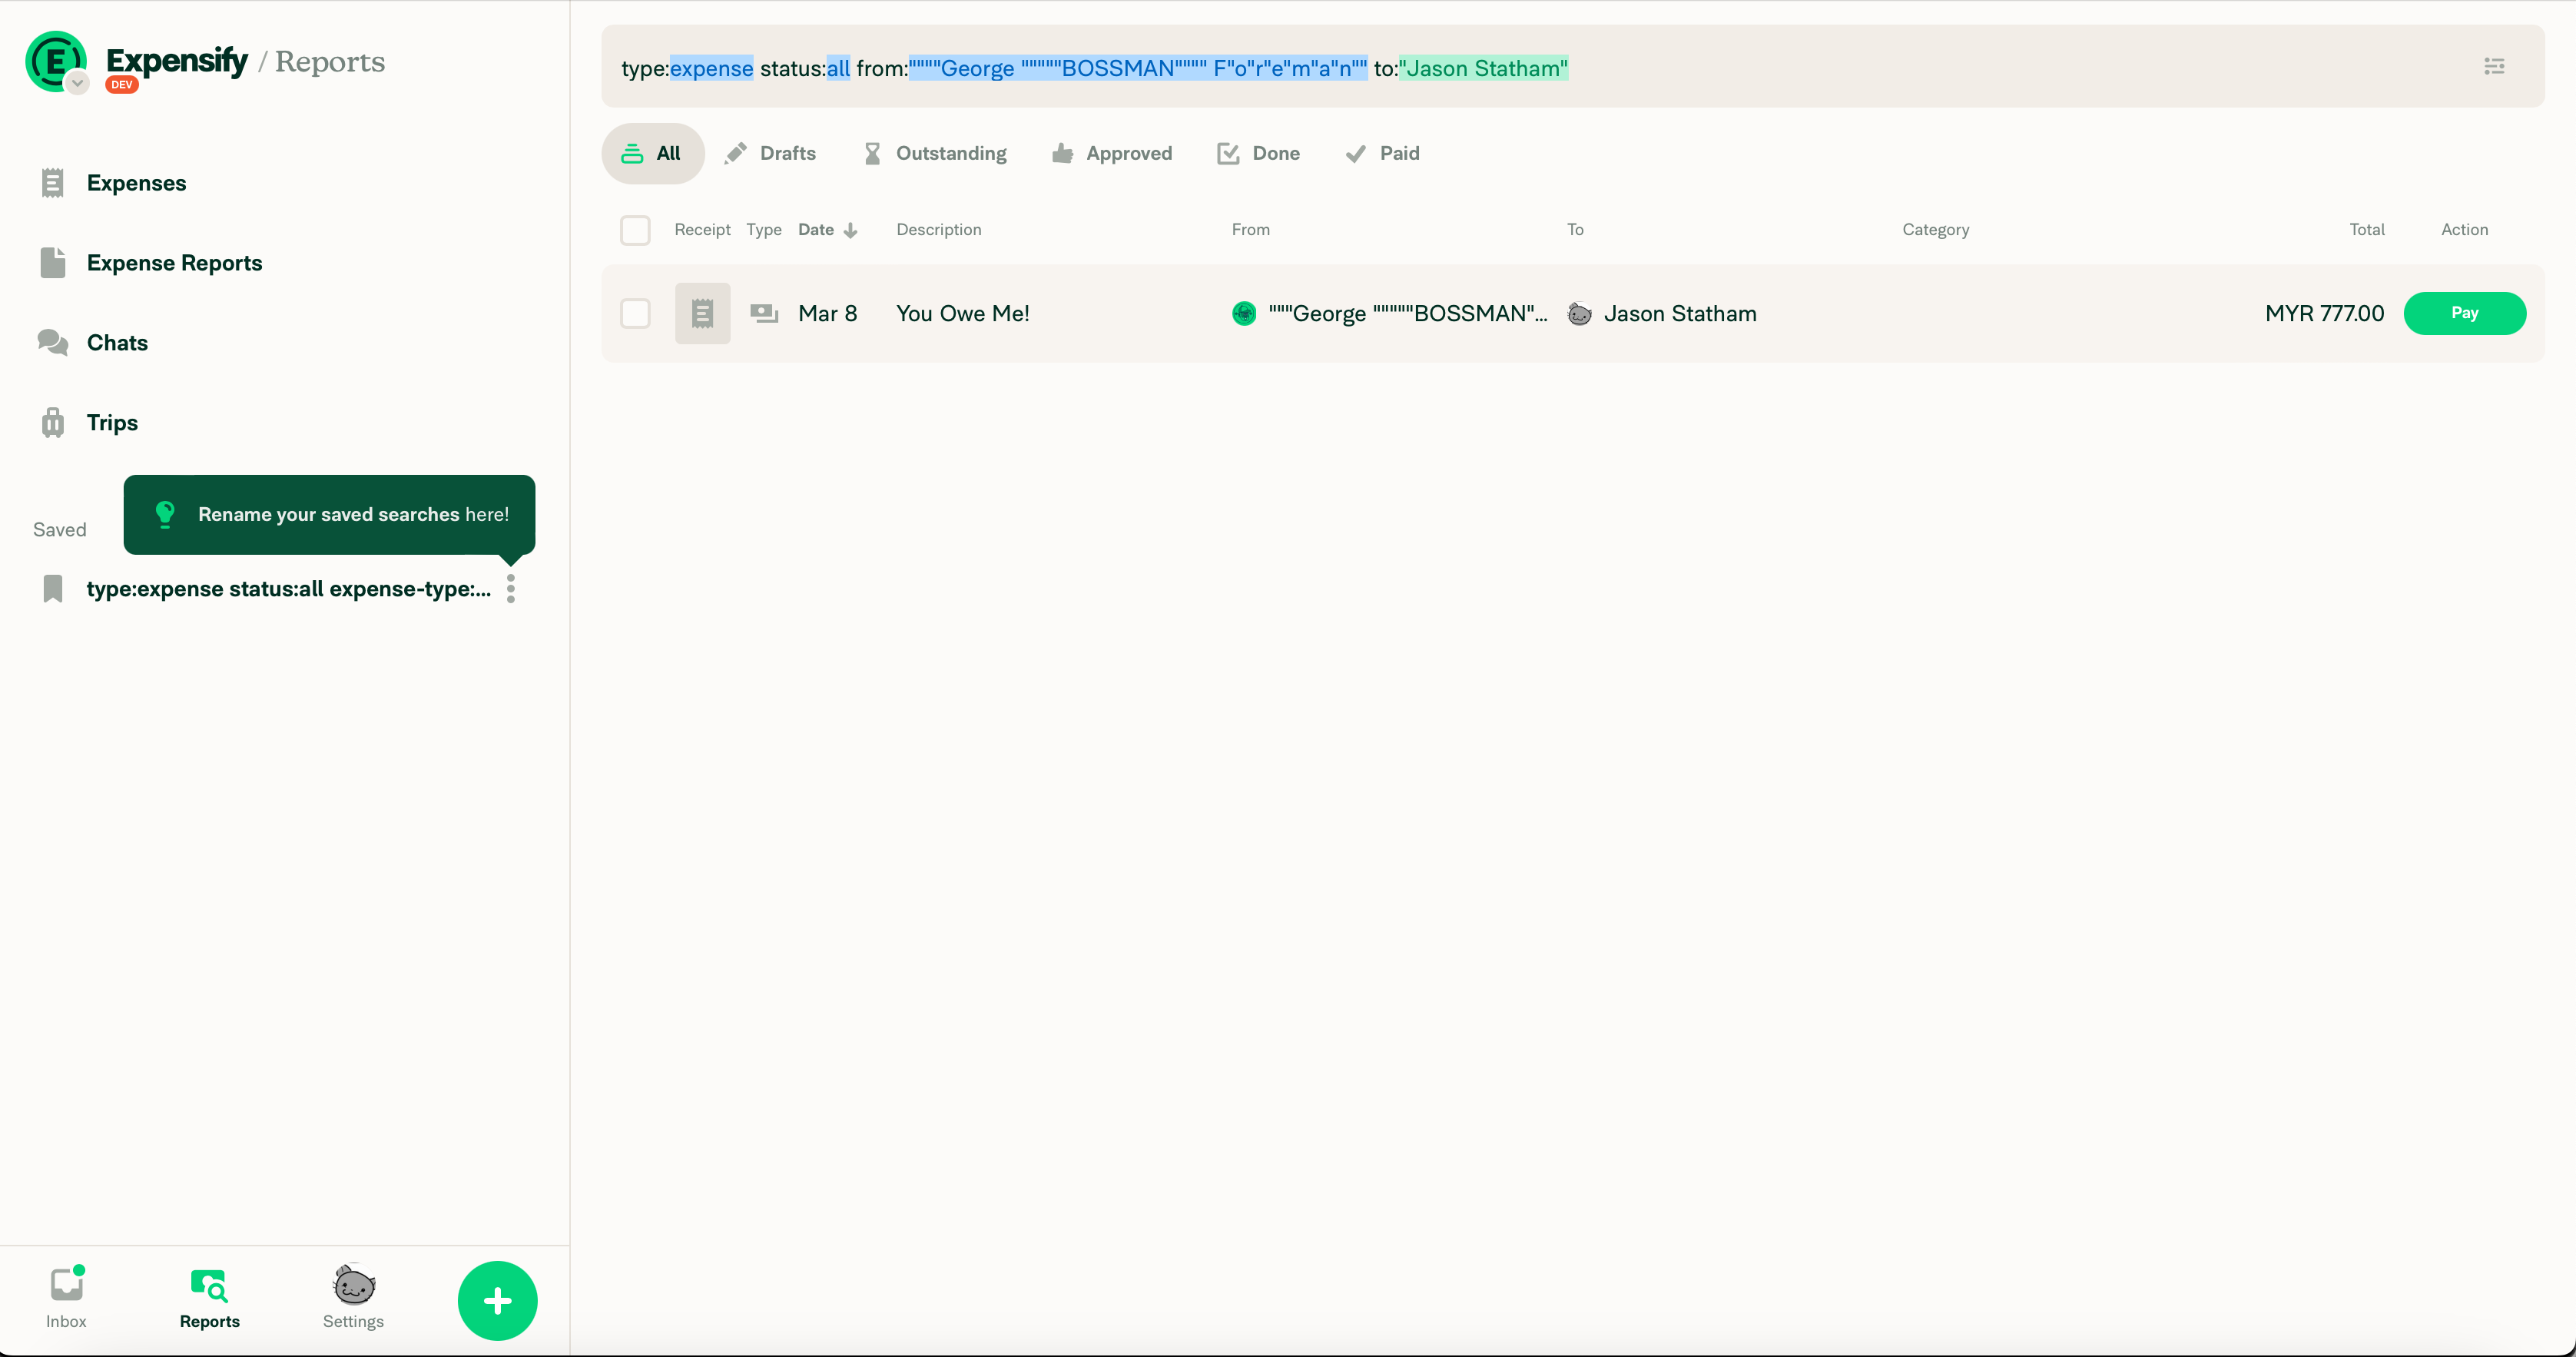 Expensify / Reports
DEV
Expenses
Expense Reports
Chats
Trips
Rename your saved searches here!
Saved
type:expense status:all expense-type:...
Inbox
Reports
Settings
type:expense status:all from:""""George """""BOSSMAN"""" F"o"r"e"m"a"n"" to:"Jason Statham"
All
Drafts
Outstanding
Approved
Done
Paid
Receipt Type Date Description From To Category Total Action
Mar 8 You Owe Me! """George """""BOSSMAN"... Jason Statham MYR 777.00 Pay